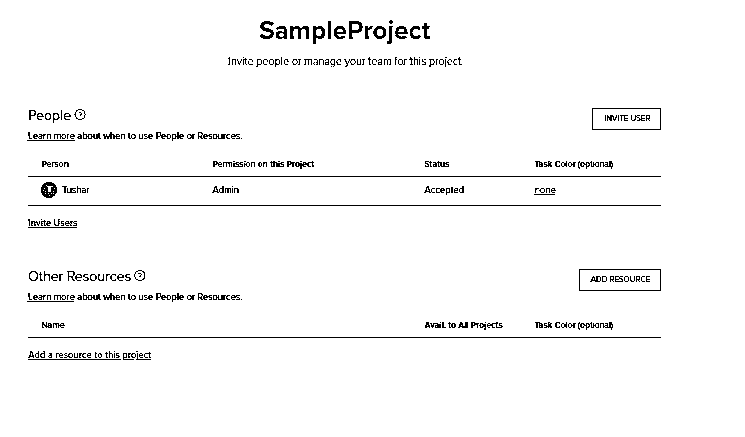 SampleProject
Invite people or manage your team for this project.
People ?
INVITE USER
Learn more about when to use People or Resources.
Person Permission on this Project Status Task Color (optional)
Tushar Admin Accepted none
Invite Users
Other Resources ?
ADD RESOURCE
Learn more about when to use People or Resources.
Name Avail. to All Projects Task Color (optional)
Add a resource to this project